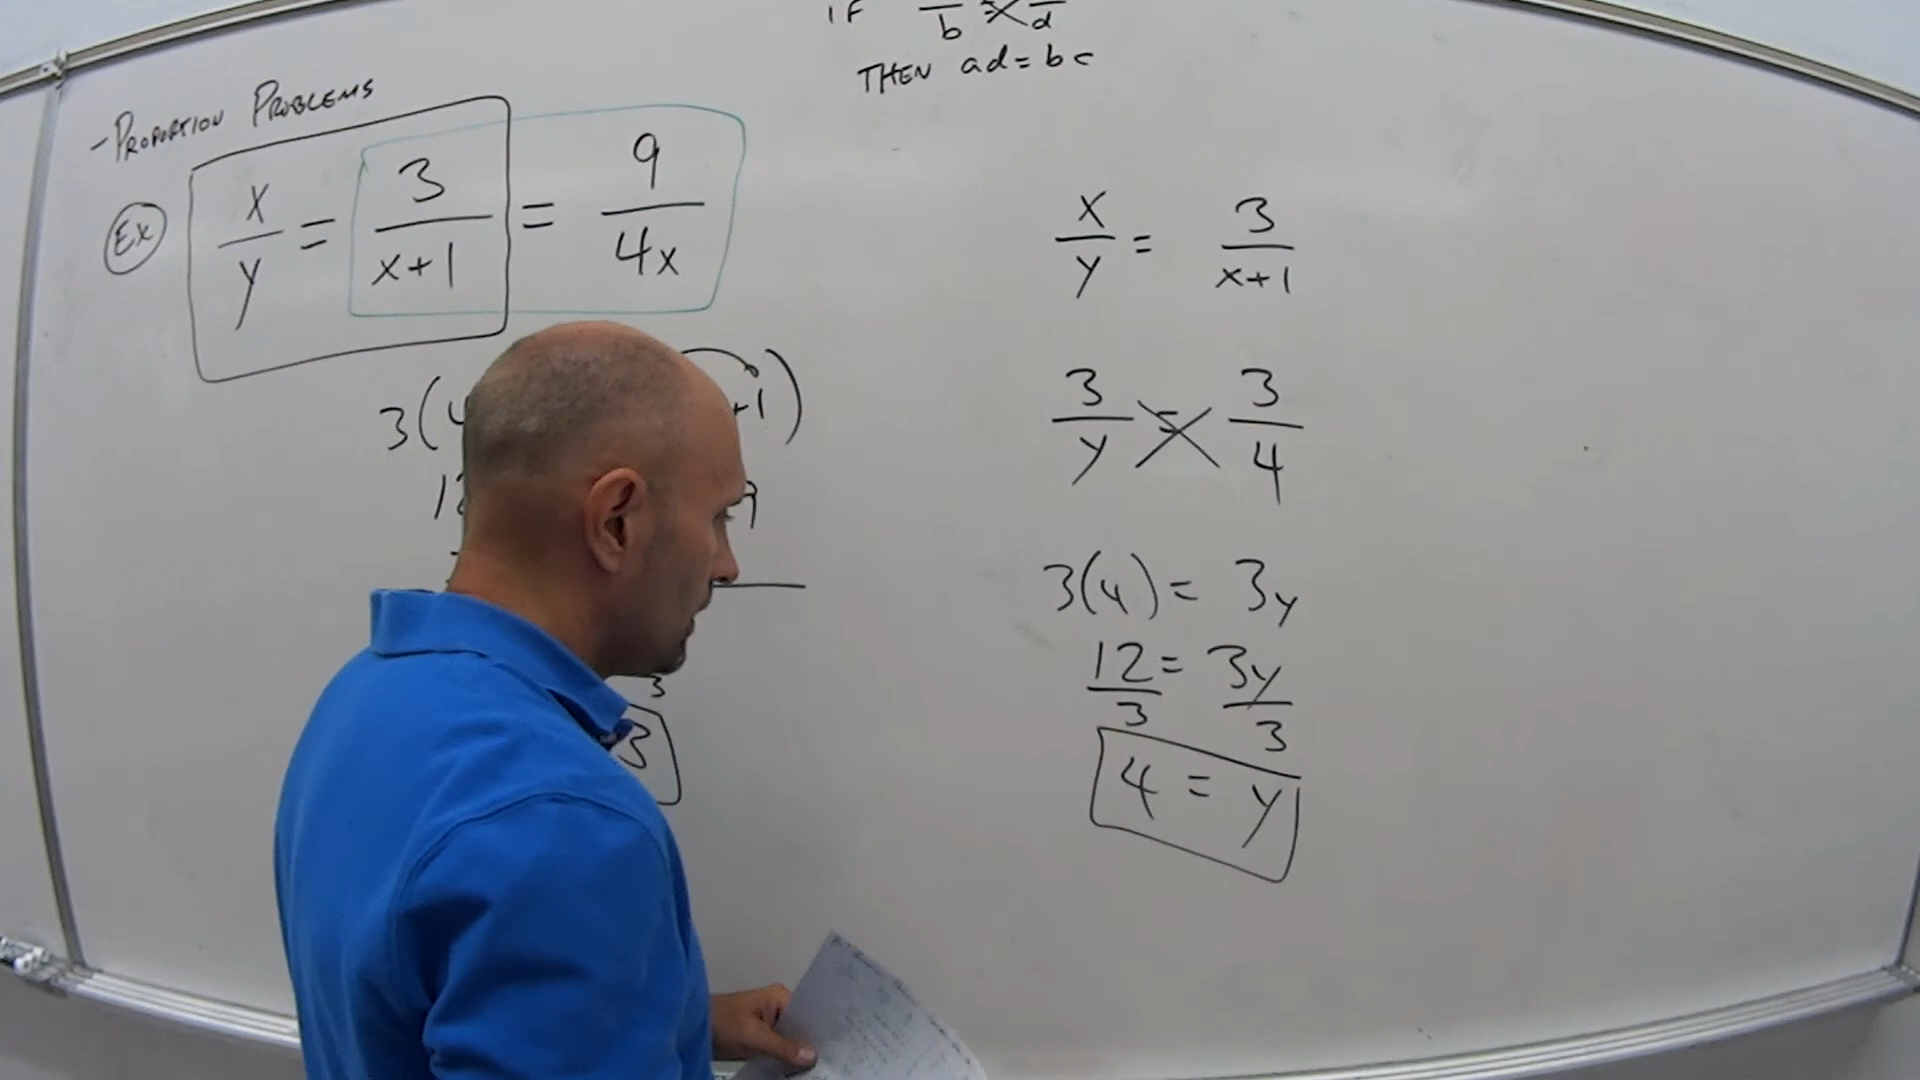 IF b = d
THEN ad = bc
- PROPORTION PROBLEMS
Ex x/y = 3/(x+1) = 9/4x
3(4 +1)
12 9
3
3
x/y = 3/(x+1)
3/y = 3/4
3(4) = 3y
12/3 = 3y/3
4 = y